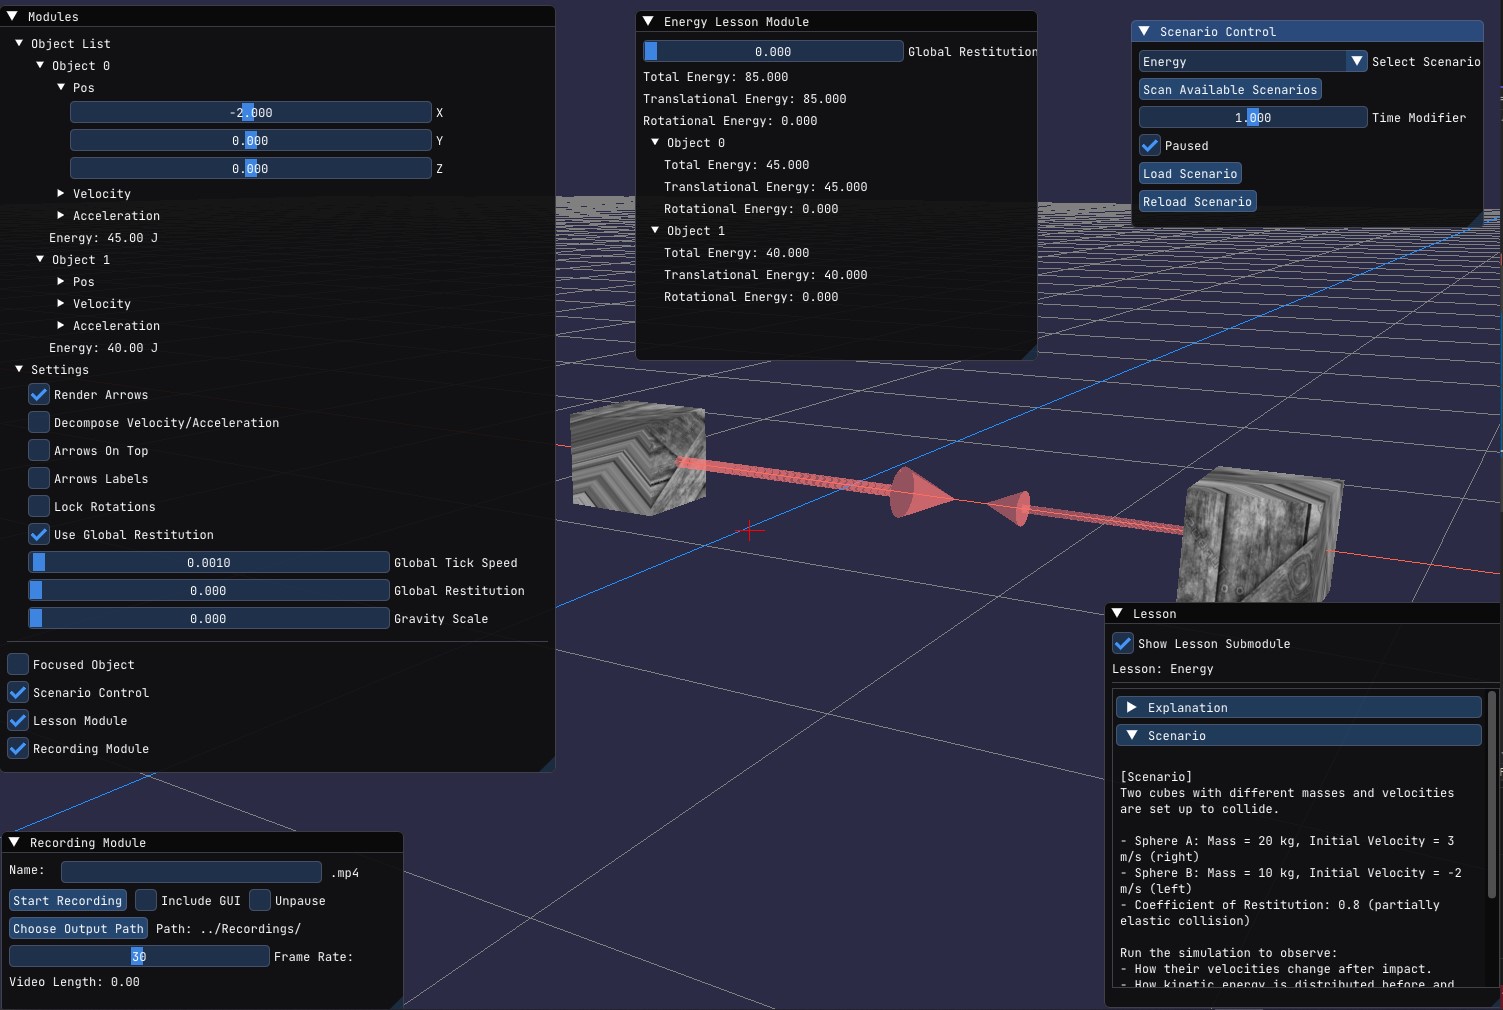 Modules
Object List
Object 0
Pos
-2.000 X
0.000 Y
0.000 Z
Velocity
Acceleration
Energy: 45.00 J
Object 1
Pos
Velocity
Acceleration
Energy: 40.00 J
Settings
Render Arrows
Decompose Velocity/Acceleration
Arrows On Top
Arrows Labels
Lock Rotations
Use Global Restitution
0.0010 Global Tick Speed
0.000 Global Restitution
0.000 Gravity Scale
Focused Object
Scenario Control
Lesson Module
Recording Module
Recording Module
Name: .mp4
Start Recording Include GUI Unpause
Choose Output Path Path: ../Recordings/
30 Frame Rate:
Video Length: 0.00
Energy Lesson Module
0.000 Global Restitution
Total Energy: 85.000
Translational Energy: 85.000
Rotational Energy: 0.000
Object 0
Total Energy: 45.000
Translational Energy: 45.000
Rotational Energy: 0.000
Object 1
Total Energy: 40.000
Translational Energy: 40.000
Rotational Energy: 0.000
Scenario Control
Energy Select Scenario
Scan Available Scenarios
1.000 Time Modifier
Paused
Load Scenario
Reload Scenario
Lesson
Show Lesson Submodule
Lesson: Energy
Explanation
Scenario
[Scenario]
Two cubes with different masses and velocities
are set up to collide.
- Sphere A: Mass = 20 kg, Initial Velocity = 3
m/s (right)
- Sphere B: Mass = 10 kg, Initial Velocity = -2
m/s (left)
- Coefficient of Restitution: 0.8 (partially
elastic collision)
Run the simulation to observe:
- How their velocities change after impact.
- How kinetic energy is distributed before and